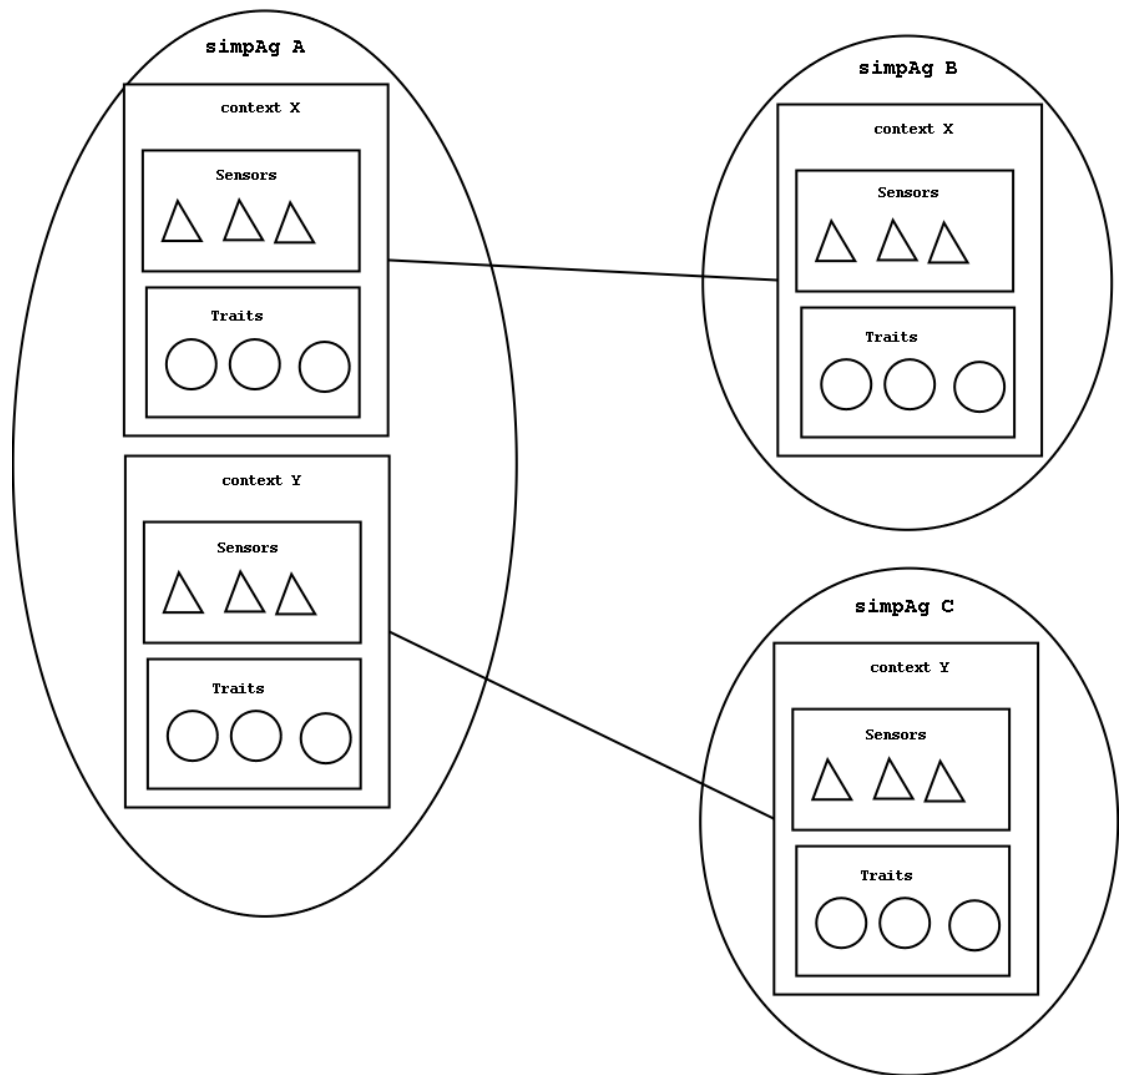 simpAg A
context X
Sensors
Traits
context Y
Sensors
Traits
simpAg B
context X
Sensors
Traits
simpAg C
context Y
Sensors
Traits